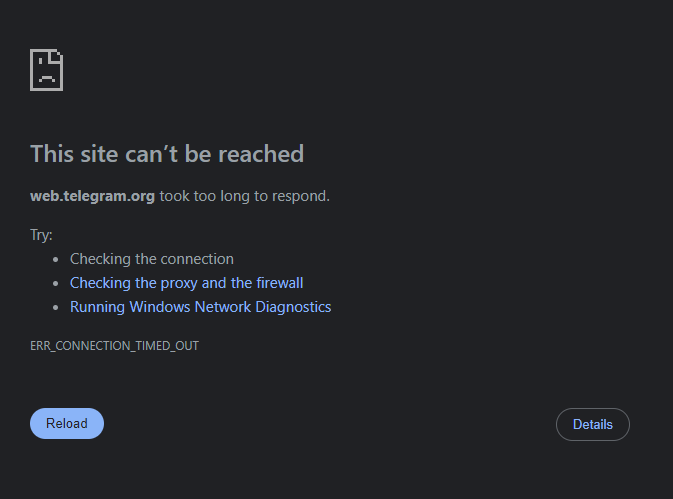 This site can’t be reached
web.telegram.org took too long to respond.
Try:
• Checking the connection
• Checking the proxy and the firewall
• Running Windows Network Diagnostics
ERR_CONNECTION_TIMED_OUT
Reload
Details